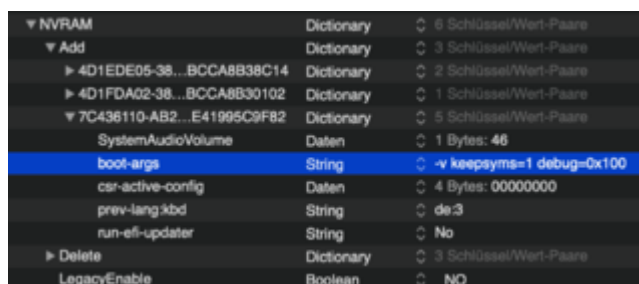 NVRAM Dictionary 6 Schlüssel/Wert-Paare
Add Dictionary 3 Schlüssel/Wert-Paare
4D1EDE05-38...BCCA8B38C14 Dictionary 2 Schlüssel/Wert-Paare
4D1FDA02-38...BCCA8B30102 Dictionary 1 Schlüssel/Wert-Paare
7C436110-AB2...E41995C9F82 Dictionary 5 Schlüssel/Wert-Paare
SystemAudioVolume Daten 1 Bytes: 46
boot-args String -v keepsyms=1 debug=0x100
csr-active-config Daten 4 Bytes: 00000000
prev-lang:kbd String de:3
run-efi-updater String No
Delete Dictionary 3 Schlüssel/Wert-Paare
LegacyEnable Boolean NO